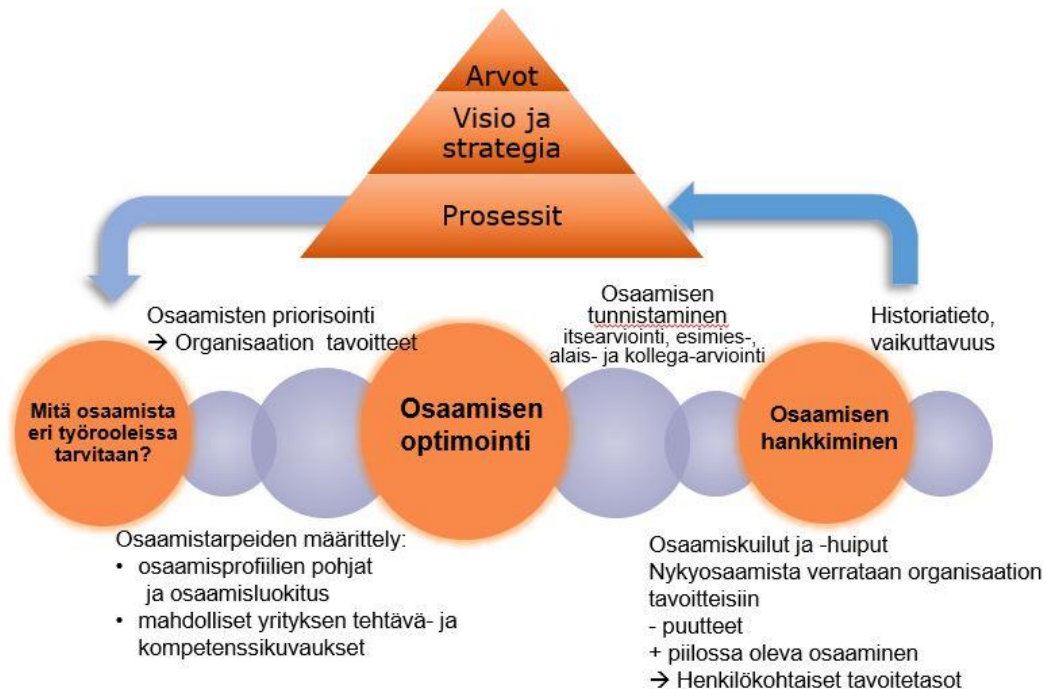 Arvot
Visio ja
strategia
Prosessit
Osaamisten priorisointi
→ Organisaation tavoitteet
Osaamisen
tunnistaminen
itsearviointi, esimies-,
alais- ja kollega-arviointi
Historiatieto,
vaikuttavuus
Mitä osaamista
eri työrooleissa
tarvitaan?
Osaamisen
optimointi
Osaamisen
hankkiminen
Osaamistarpeiden määrittely:
• osaamisprofiilien pohjat
ja osaamisluokitus
• mahdolliset yrityksen tehtävä- ja
kompetenssikuvaukset
Osaamiskuilut ja -huiput
Nykyosaamista verrataan organisaation
tavoitteisiin
- puutteet
+ piilossa oleva osaaminen
→ Henkilökohtaiset tavoitetasot